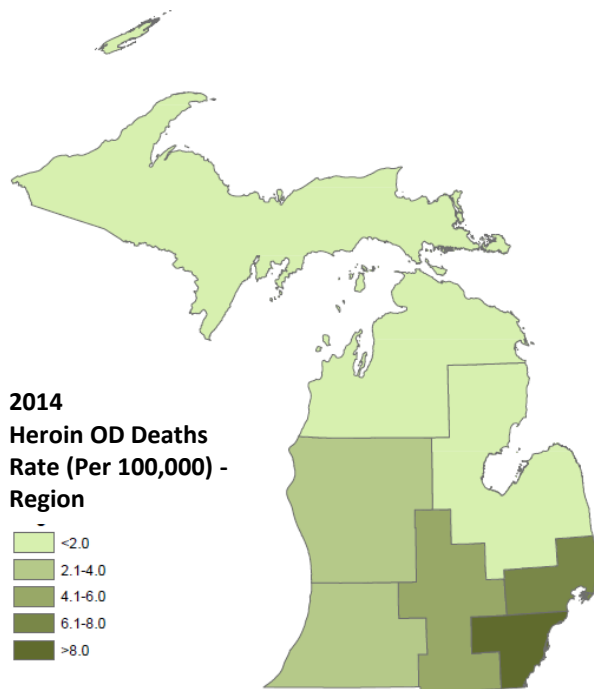 2014
Heroin OD Deaths
Rate (Per 100,000) -
Region
<2.0
2.1-4.0
4.1-6.0
6.1-8.0
>8.0